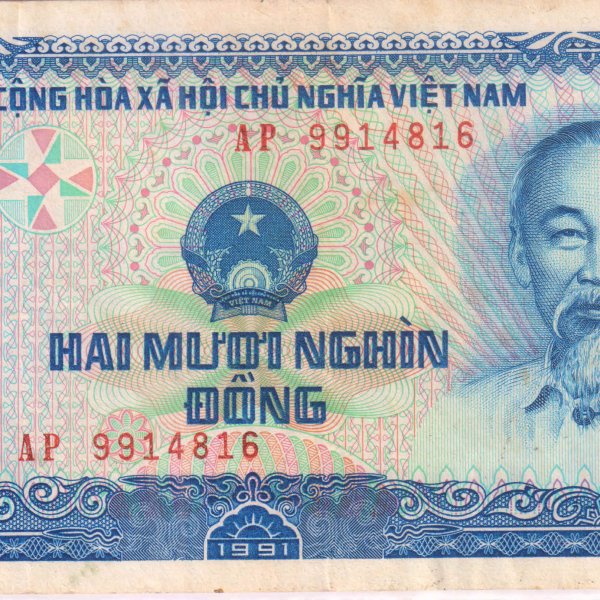 CỘNG HÒA XÃ HỘI CHỦ NGHĨA VIỆT NAM
AP 9914816
VIỆT NAM
HAI MƯƠI NGHÌN
ĐỒNG
AP 9914816
1991